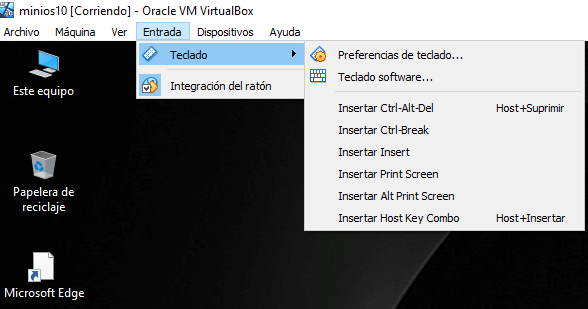 minios10 [Corriendo] - Oracle VM VirtualBox
Archivo Máquina Ver Entrada Dispositivos Ayuda
Teclado
Integración del ratón
Preferencias de teclado...
Teclado software...
Insertar Ctrl-Alt-Del Host+Suprimir
Insertar Ctrl-Break
Insertar Insert
Insertar Print Screen
Insertar Alt Print Screen
Insertar Host Key Combo Host+Insertar
Este equipo
Papelera de
reciclaje
Microsoft Edge